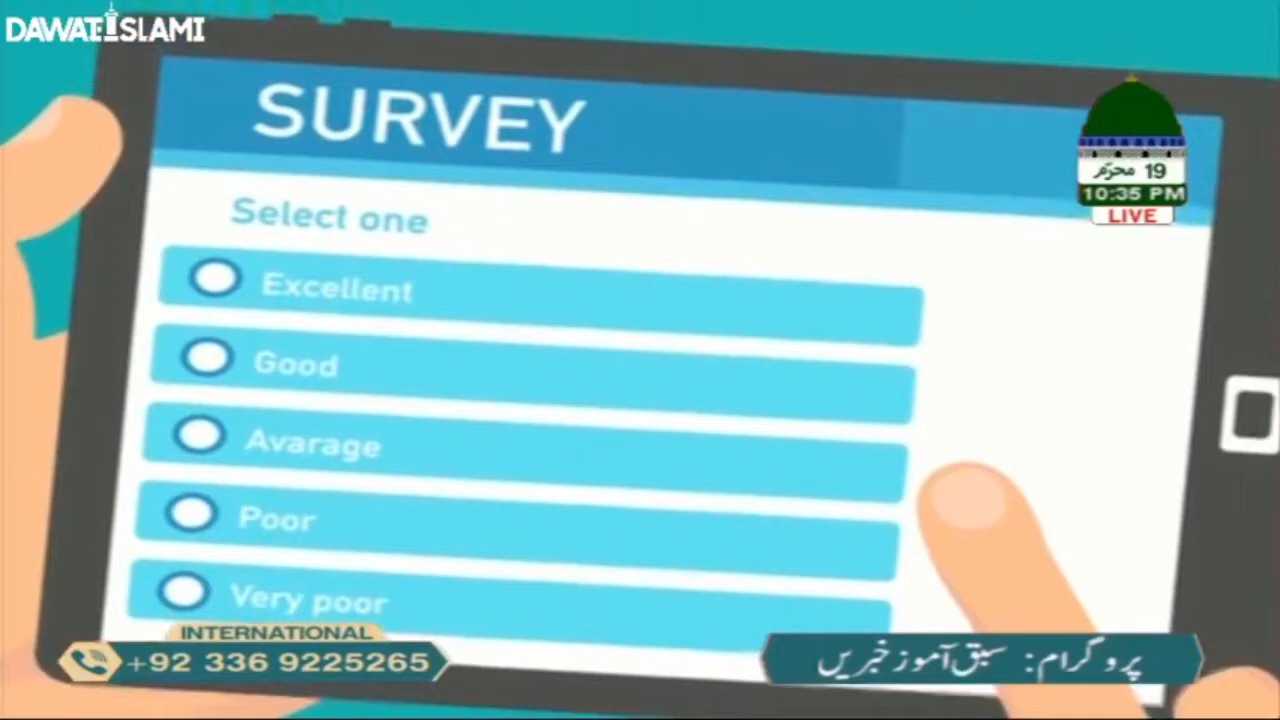 DAWATEISLAMI
SURVEY
19 محرّم
10:35 PM
LIVE
Select one
Excellent
Good
Avarage
Poor
Very poor
INTERNATIONAL
+92 336 9225265
پروگرام: سبق آموز خبریں